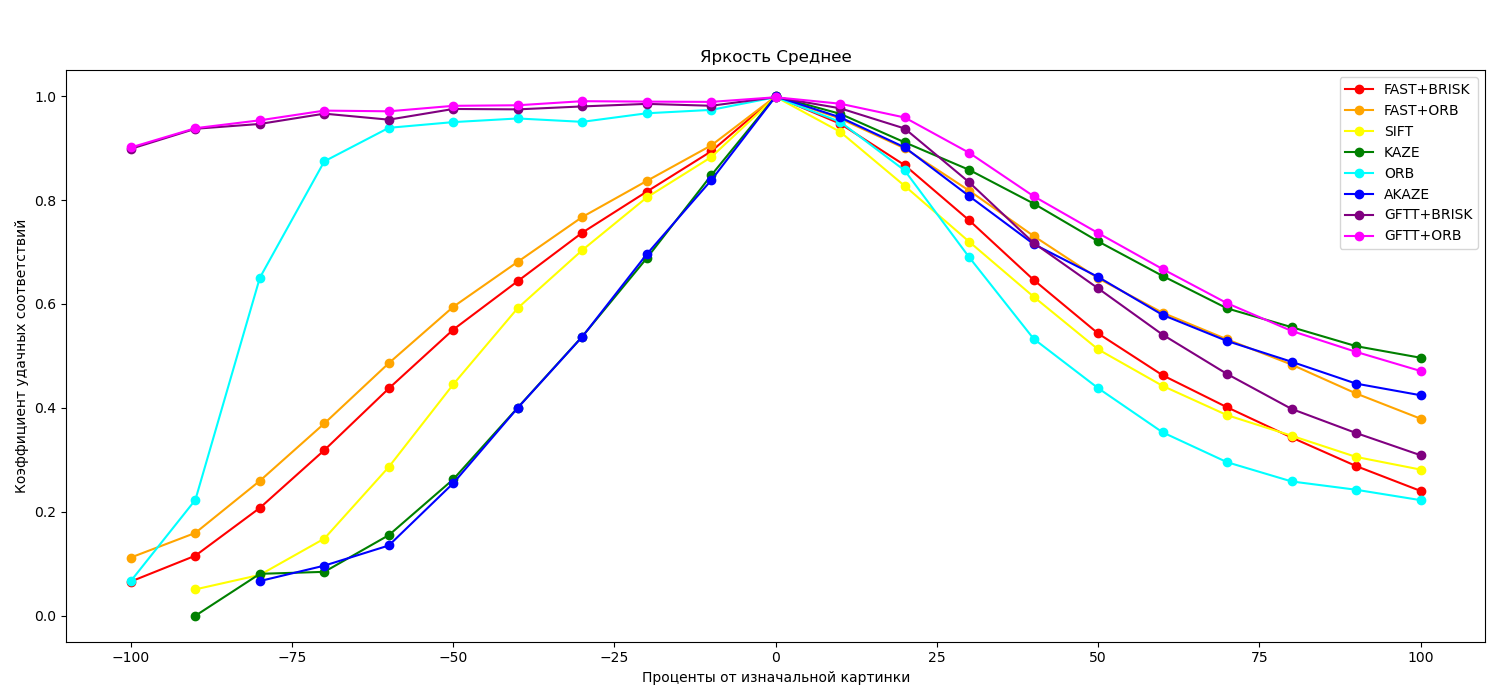 Яркость Среднее
FAST+BRISK
FAST+ORB
SIFT
KAZE
ORB
AKAZE
GFTT+BRISK
GFTT+ORB
Коэффициент удачных соответствий
1.0
0.8
0.6
0.4
0.2
0.0
−100 −75 −50 −25 0 25 50 75 100
Проценты от изначальной картинки